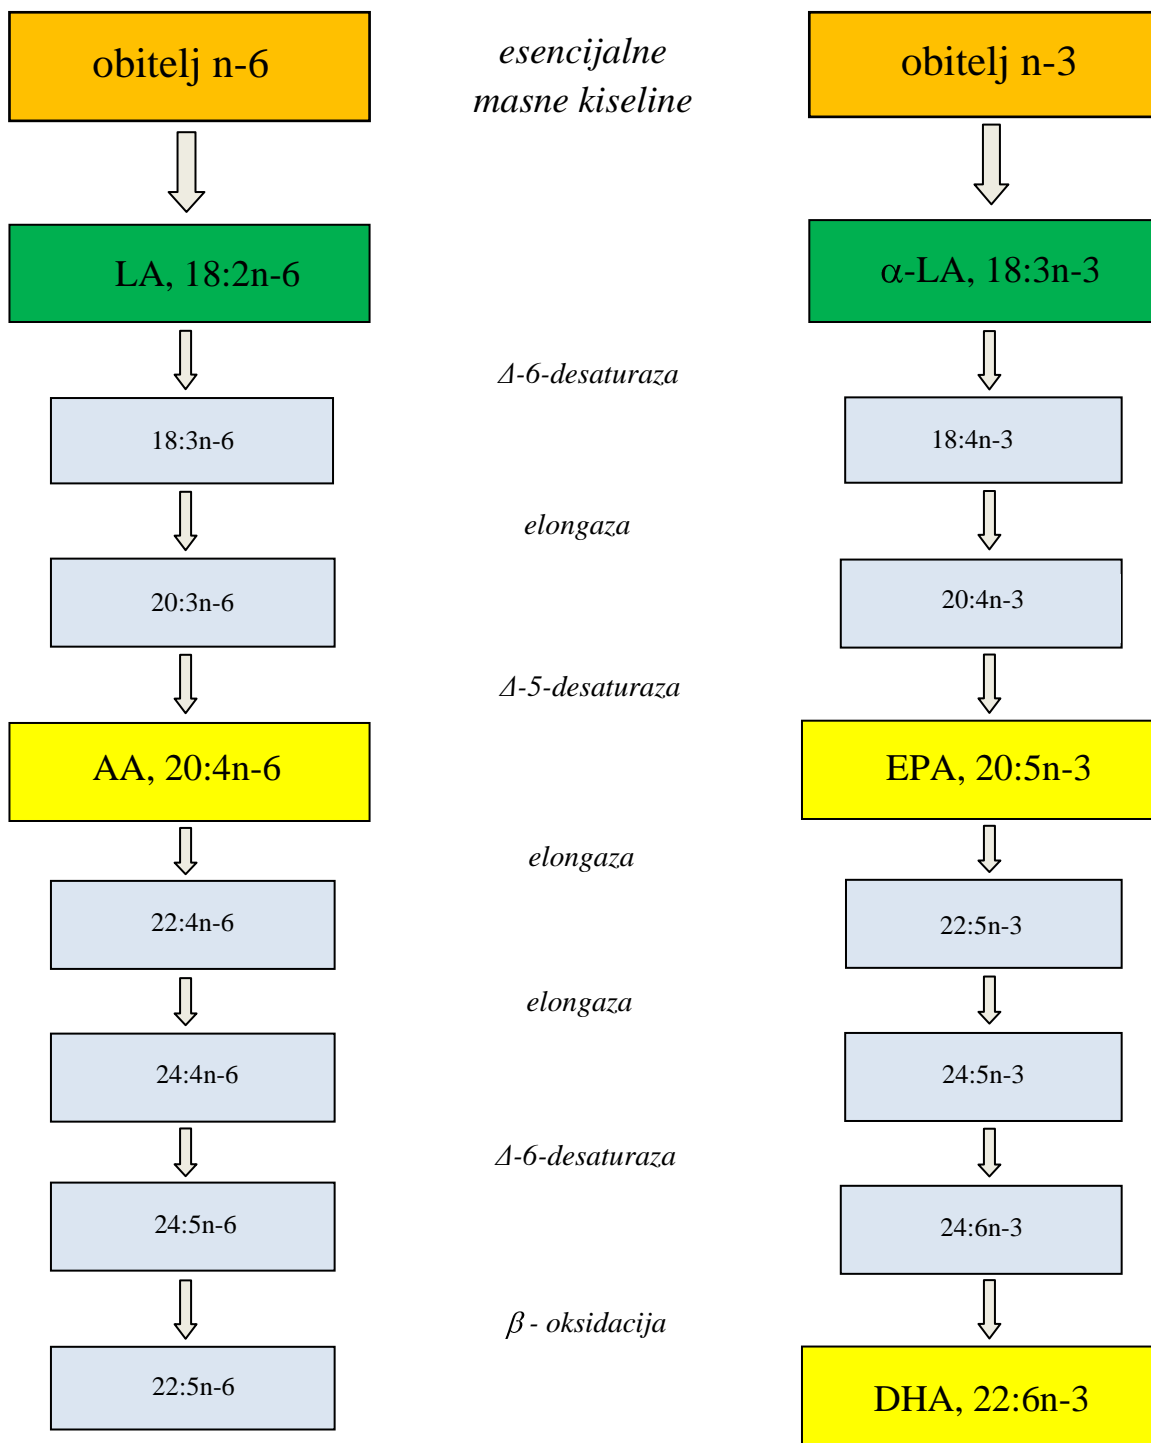 obitelj n-6
esencijalne
masne kiseline
obitelj n-3
LA, 18:2n-6
α-LA, 18:3n-3
Δ-6-desaturaza
18:3n-6
18:4n-3
elongaza
20:3n-6
20:4n-3
Δ-5-desaturaza
AA, 20:4n-6
EPA, 20:5n-3
elongaza
22:4n-6
22:5n-3
elongaza
24:4n-6
24:5n-3
Δ-6-desaturaza
24:5n-6
24:6n-3
β - oksidacija
22:5n-6
DHA, 22:6n-3